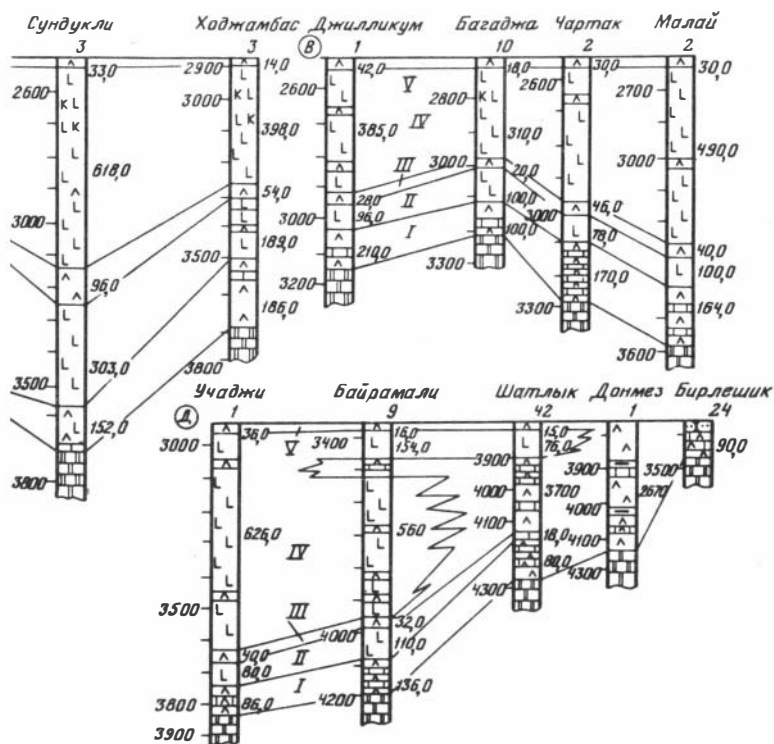 Сундукли Ходжамбас Джилликум Багаджа Чартак Малай
3 3 В 1 10 2 2
33,0 2900 14,0 42,0 18,0 30,0 30,0
2600 3000 2600 V 2800 2600 2700
К L
398,0 385,0 IV 310,0 490,0
618,0 III 3000 20,0 3000
54,0 28,0 II 100,0 3000 46,0
3000 189,0 3000 96,0 I 100,0 78,0 40,0
96,0 3500 210,0 3300 170,0 100,0
186,0 3200 3300 164,0
303,0 3800 3600
3500
152,0
3800
Учаджи Байрамали Шатлык Донмез Бирлешик
Д 1 9 42 1 24
3000 36,0 V 3400 16,0 154,0 15,0 76,0 90,0
3900 3900 3500
4000 3700 2670
626,0 IV 560 4100 18,0 4000
3500 80,0 4100
III 4000 32,0 4300 4300
40,0 II 110,0
80,0 I
3800 86,0 4200 136,0
3900